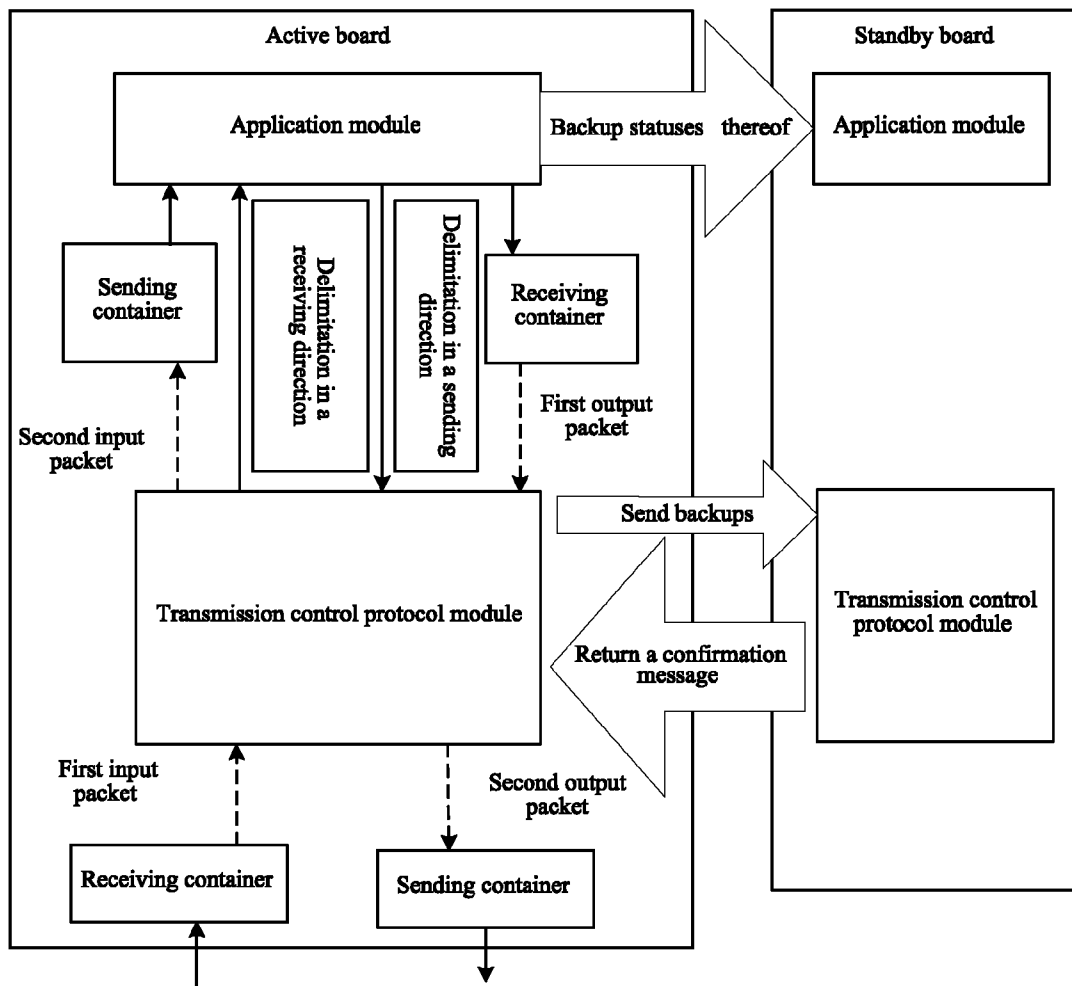 Active board
Standby board
Application module
Backup statuses thereof
Application module
Sending
container
Delimitation in a
receiving direction
Delimitation in a sending
direction
Receiving
container
Second input
packet
First output
packet
Send backups
Transmission control protocol module
Transmission control
protocol module
Return a confirmation
message
First input
packet
Second output
packet
Receiving container
Sending container